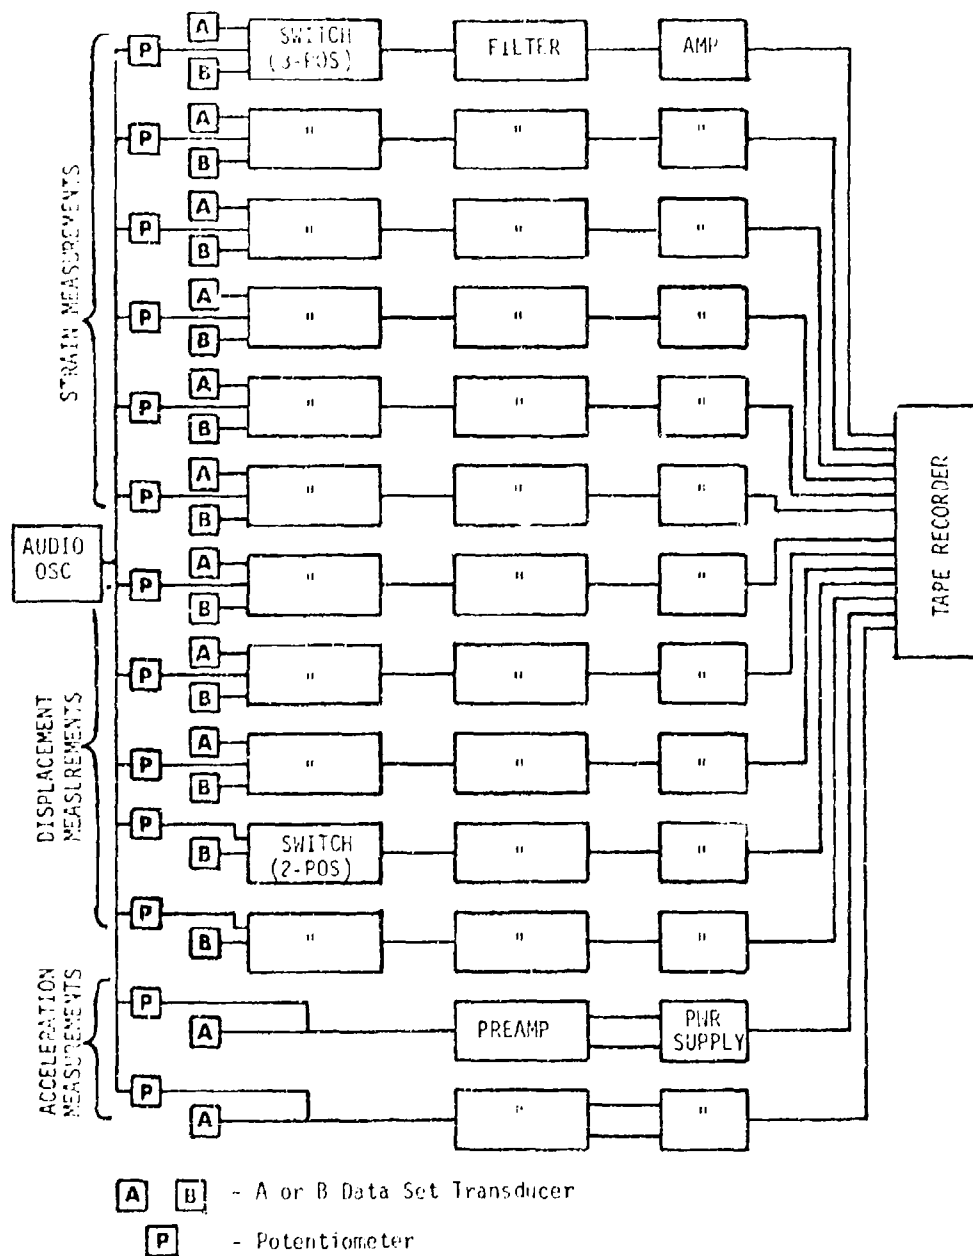 STRAIN MEASUREMENTS
A
P
B
SWITCH
(3-POS)
FILTER
AMP
A
P
B
"
"
"
A
P
B
"
"
"
A
P
B
"
"
"
A
P
B
"
"
"
A
P
B
"
"
"
AUDIO
OSC
A
P
B
"
"
"
DISPLACEMENT
MEASUREMENTS
A
P
B
"
"
"
A
P
B
"
"
"
P
B
SWITCH
(2-POS)
"
"
P
B
"
"
"
ACCELERATION
MEASUREMENTS
P
A
PREAMP
PWR
SUPPLY
P
A
"
"
TAPE RECORDER
A B - A or B Data Set Transducer
P - Potentiometer